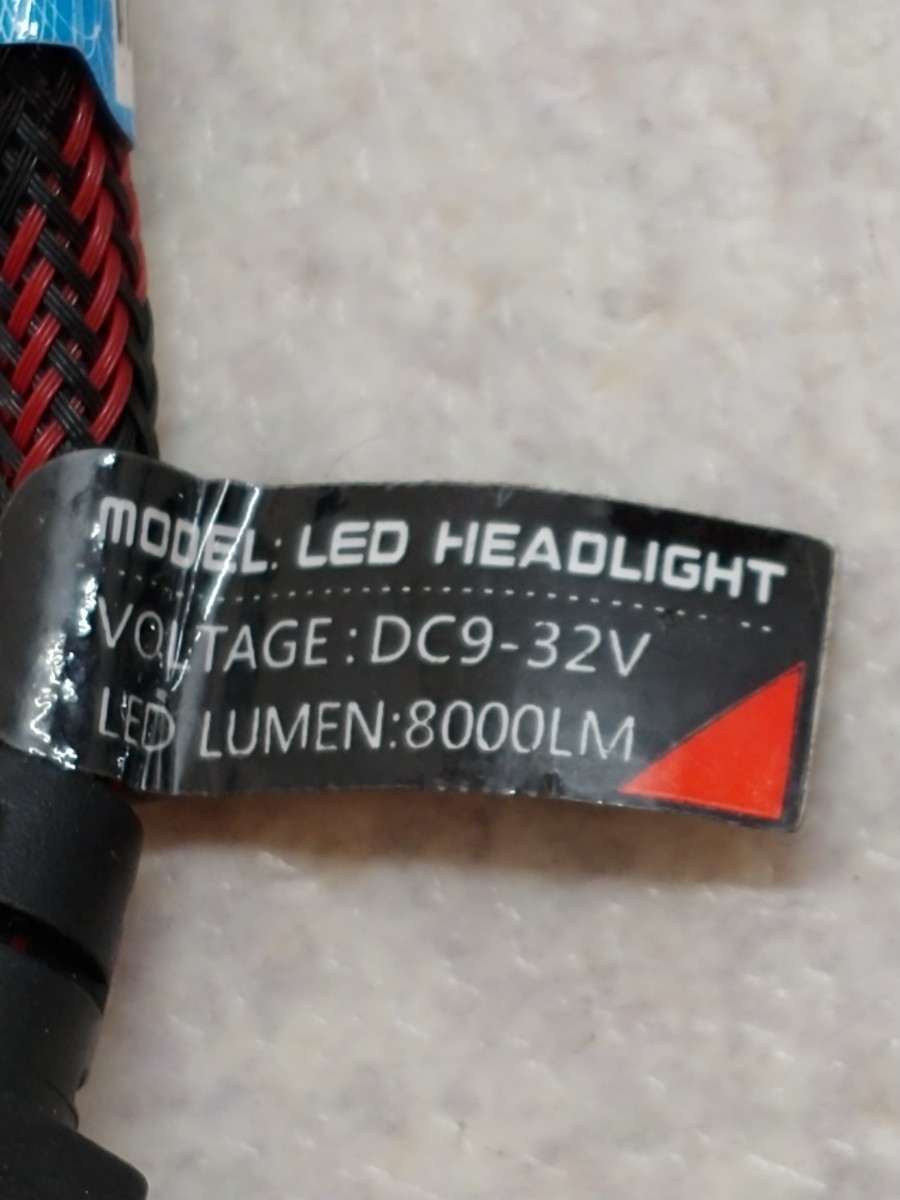 MODEL: LED HEADLIGHT
VOLTAGE:DC9-32V
LED LUMEN:8000LM